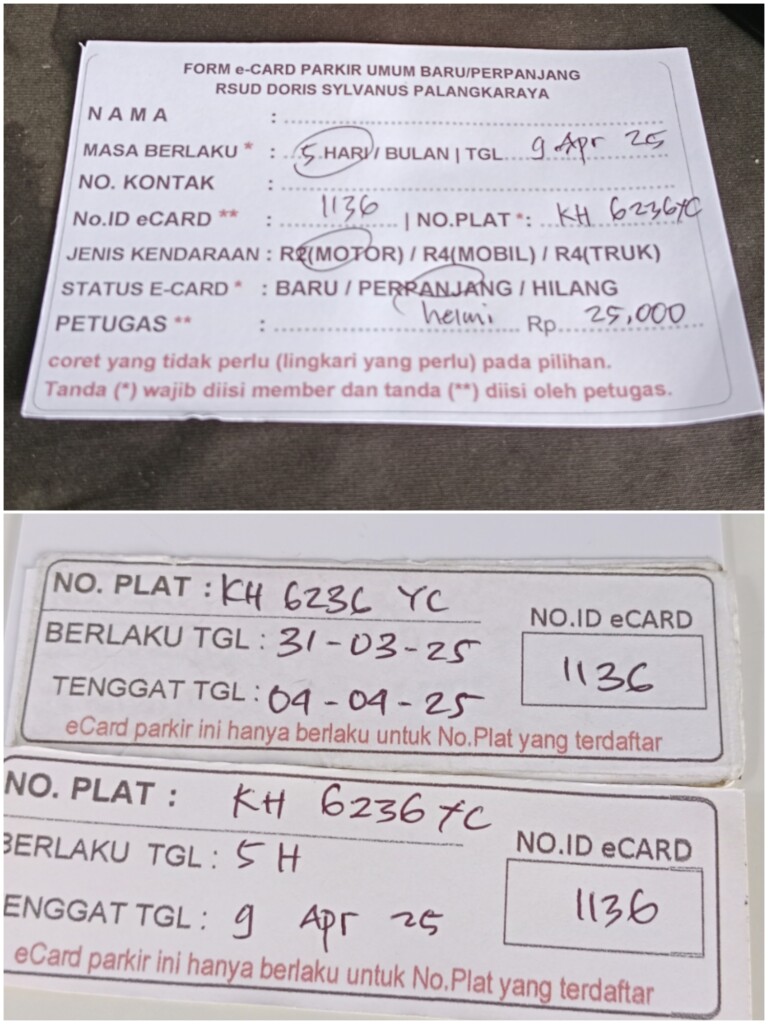 FORM e-CARD PARKIR UMUM BARU/PERPANJANG
RSUD DORIS SYLVANUS PALANGKARAYA
NAMA :
MASA BERLAKU * : 5 HARI / BULAN | TGL 9 Apr 25
NO. KONTAK :
No.ID eCARD ** : 1136 | NO.PLAT *: KH 6236 YC
JENIS KENDARAAN : R2(MOTOR) / R4(MOBIL) / R4(TRUK)
STATUS E-CARD * : BARU / PERPANJANG / HILANG
PETUGAS ** : helmi Rp. 25,000
coret yang tidak perlu (lingkari yang perlu) pada pilihan.
Tanda (*) wajib diisi member dan tanda (**) diisi oleh petugas.
NO. PLAT : KH 6236 YC
BERLAKU TGL : 31-03-25
TENGGAT TGL : 04-04-25
NO.ID eCARD
1136
eCard parkir ini hanya berlaku untuk No.Plat yang terdaftar
NO. PLAT : KH 6236 YC
BERLAKU TGL : 5 H
ENGGAT TGL : 9 Apr 25
NO.ID eCARD
1136
eCard parkir ini hanya berlaku untuk No.Plat yang terdaftar